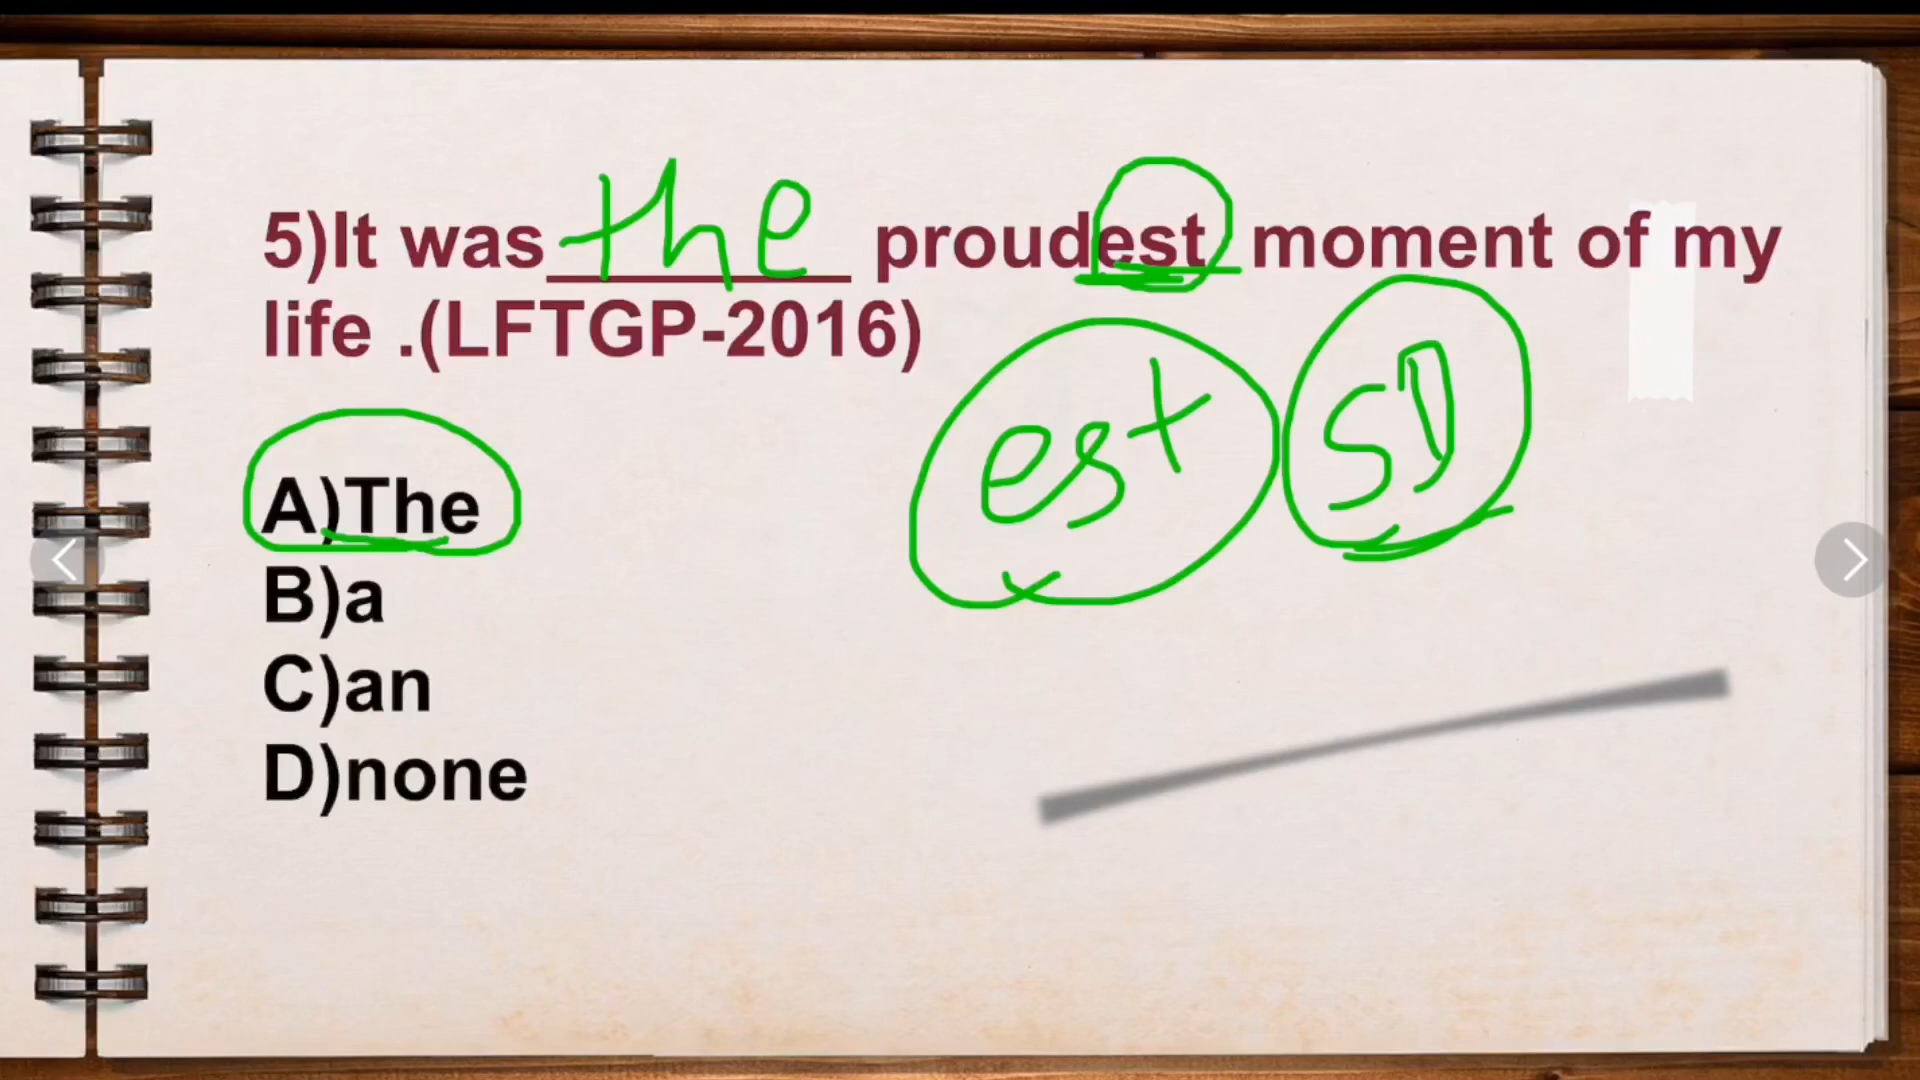 5)It was the proudest moment of my
life .(LFTGP-2016)
est SD
A)The
B)a
C)an
D)none